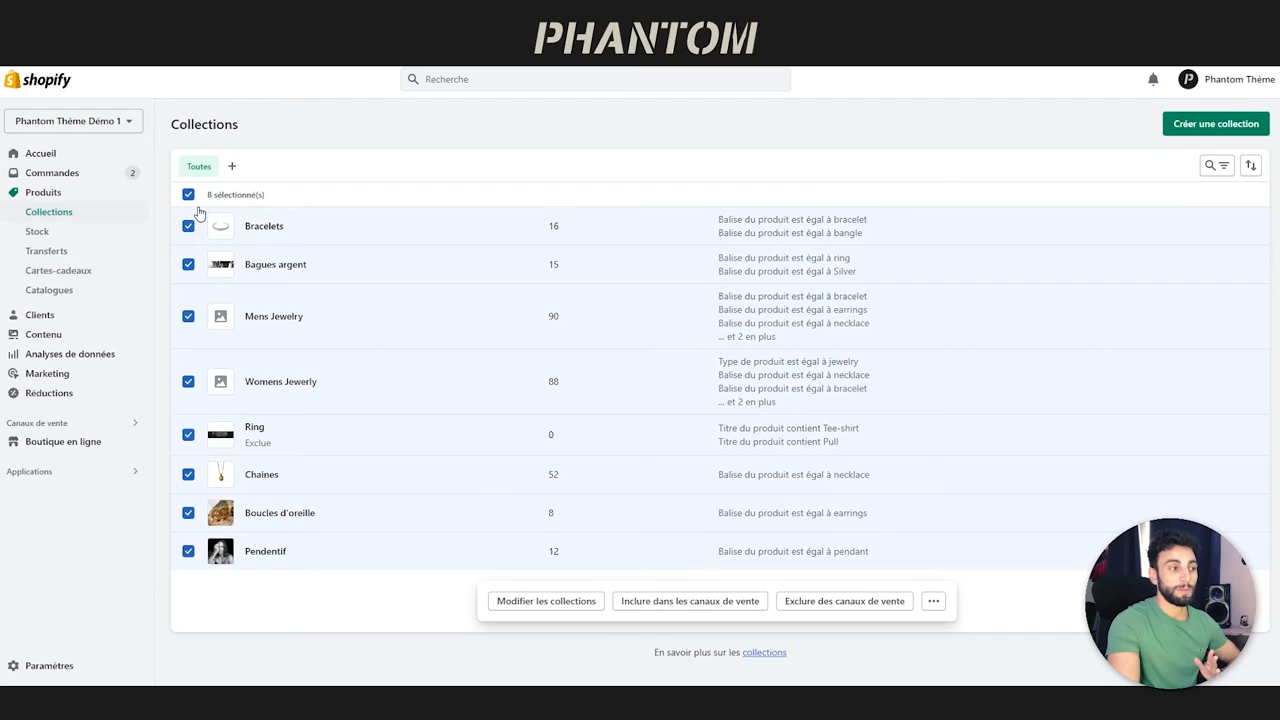 PHANTOM
shopify
Recherche
Phantom Thème
Phantom Thème Démo 1
Accueil
Commandes
2
Produits
Collections
Stock
Transferts
Cartes-cadeaux
Catalogues
Clients
Contenu
Analyses de données
Marketing
Réductions
Canaux de vente
Boutique en ligne
Applications
Paramètres
Collections
Créer une collection
Toutes
8 sélectionné(s)
Bracelets
16
Balise du produit est égal à bracelet
Balise du produit est égal à bangle
Bagues argent
15
Balise du produit est égal à ring
Balise du produit est égal à Silver
Mens Jewelry
90
Balise du produit est égal à bracelet
Balise du produit est égal à earrings
Balise du produit est égal à necklace
... et 2 en plus
Womens Jewerly
88
Type de produit est égal à jewelry
Balise du produit est égal à necklace
Balise du produit est égal à bracelet
... et 2 en plus
Ring
Exclue
0
Titre du produit contient Tee-shirt
Titre du produit contient Pull
Chaines
52
Balise du produit est égal à necklace
Boucles d'oreille
8
Balise du produit est égal à earrings
Pendentif
12
Balise du produit est égal à pendant
Modifier les collections
Inclure dans les canaux de vente
Exclure des canaux de vente
En savoir plus sur les collections